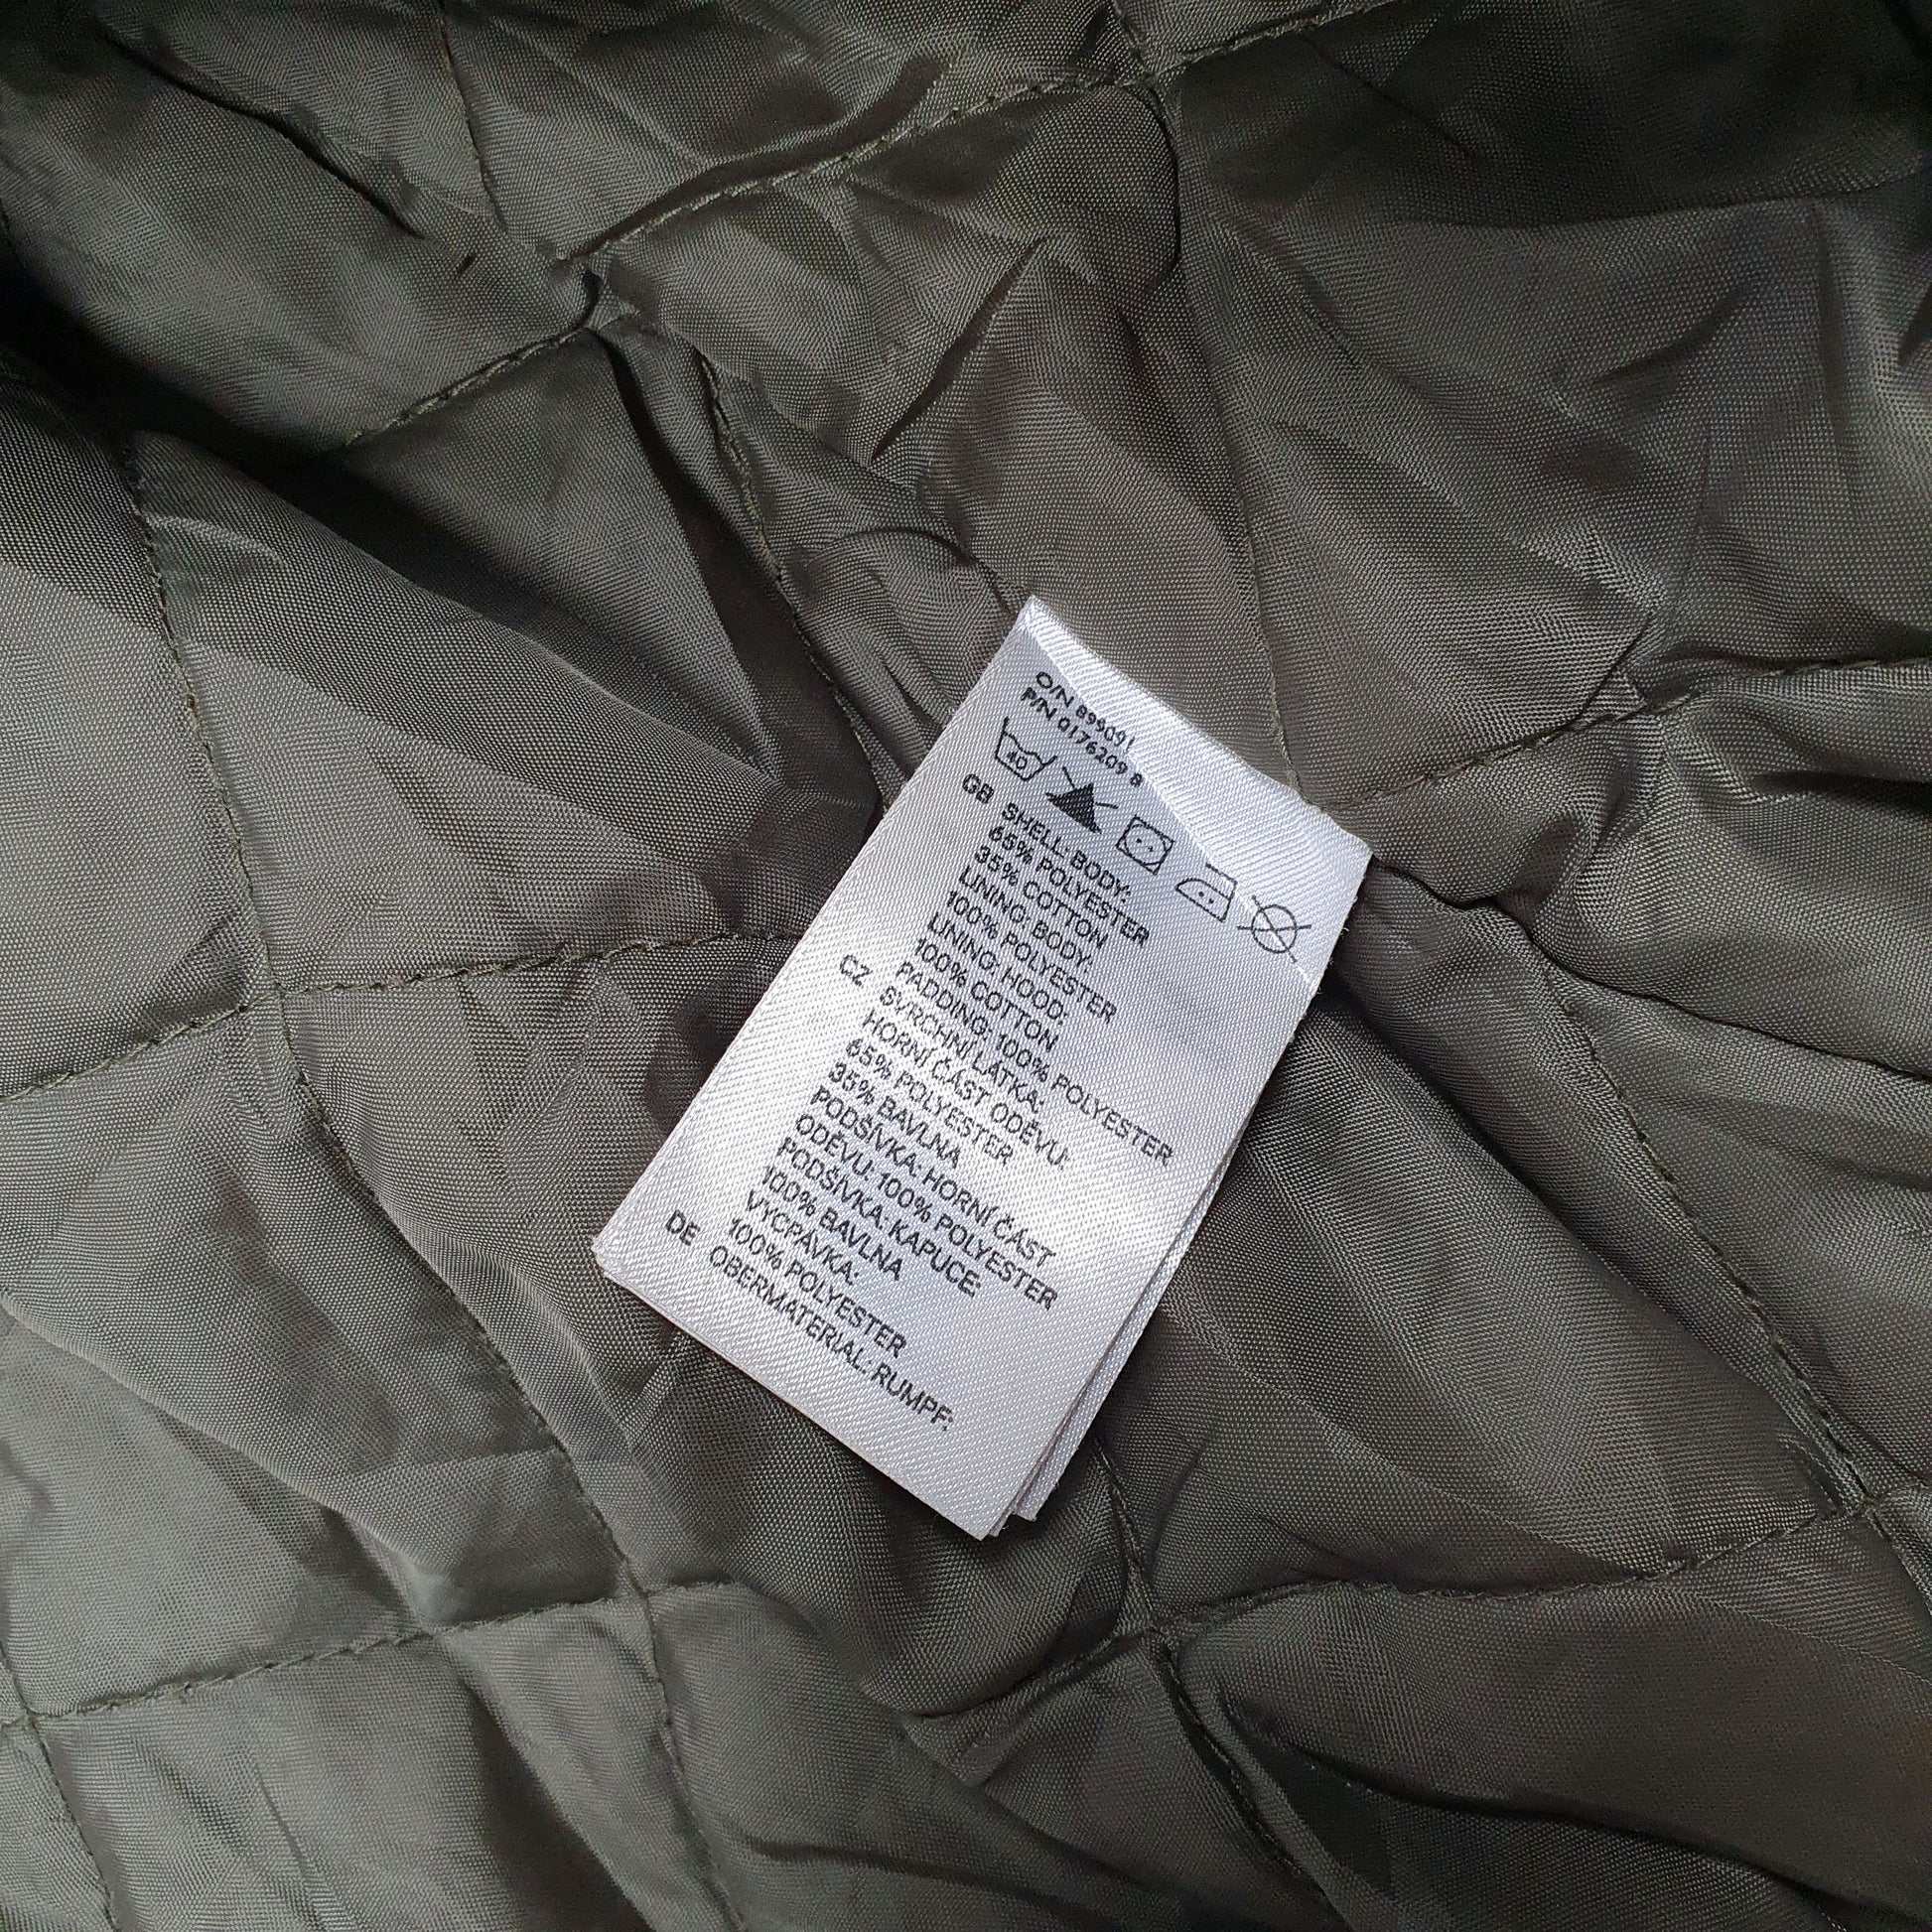 O/N 899091
P/N 0176209 8
40
GB SHELL: BODY:
65% POLYESTER
35% COTTON
LINING: BODY:
100% POLYESTER
LINING: HOOD:
100% COTTON
PADDING: 100% POLYESTER
CZ SVRCHNÍ LÁTKA:
HORNÍ ČÁST ODĚVU:
65% POLYESTER
35% BAVLNA
PODŠÍVKA: HORNÍ ČÁST
ODĚVU: 100% POLYESTER
PODŠÍVKA: KAPUCE:
100% BAVLNA
VYCPÁVKA:
100% POLYESTER
DE OBERMATERIAL: RUMPF: